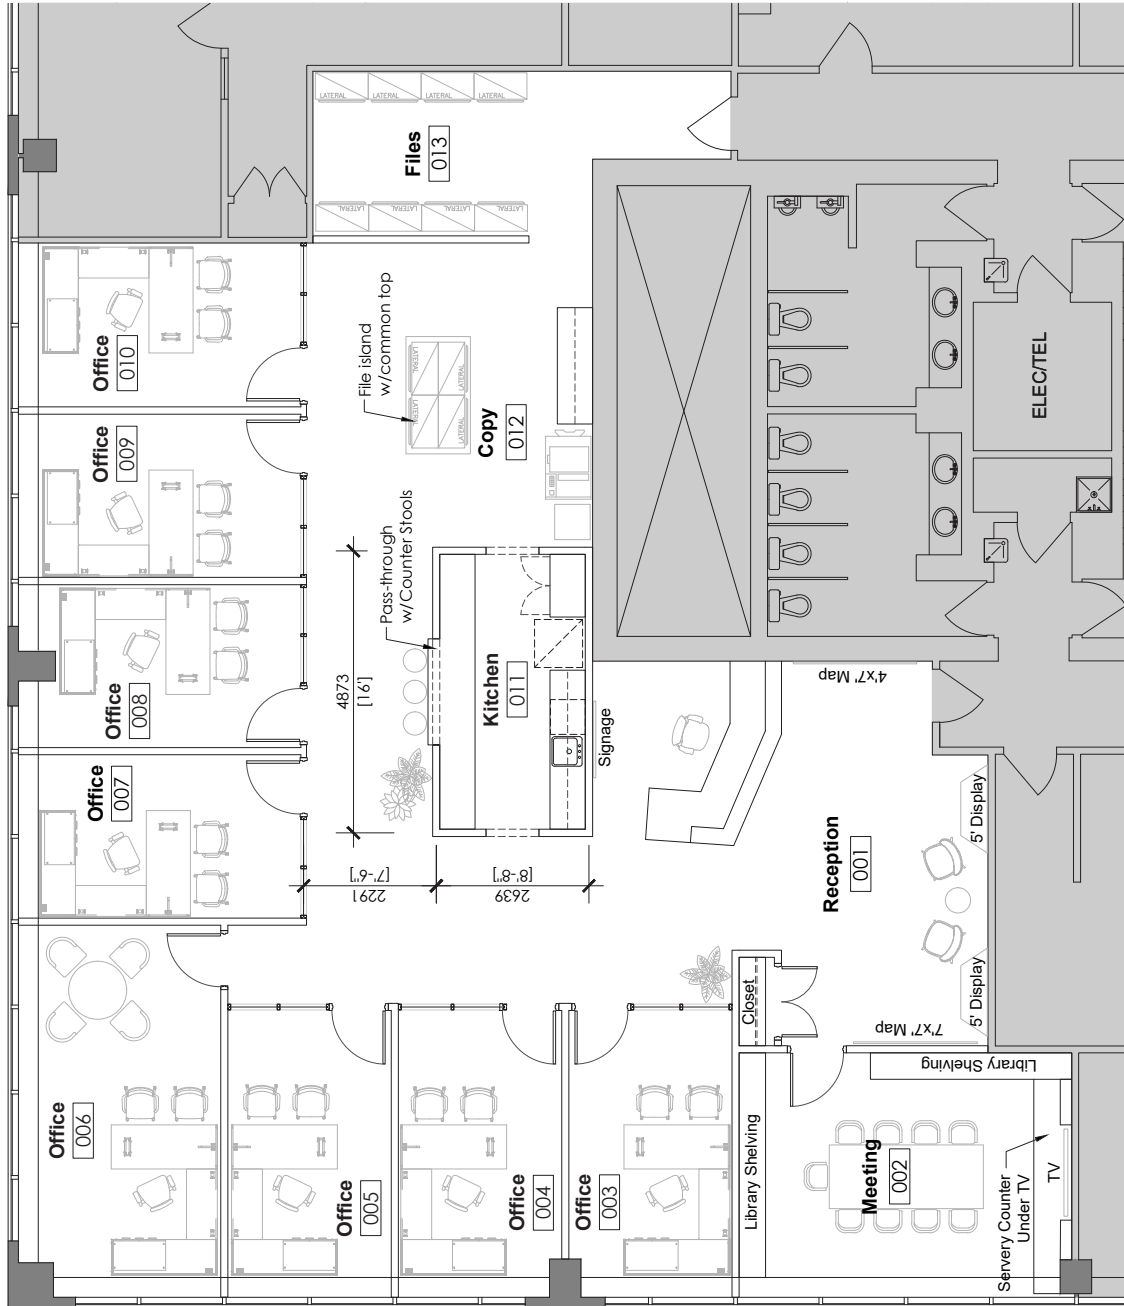 LATERAL
LATERAL
LATERAL
LATERAL
Files
013
LATERAL
LATERAL
LATERAL
LATERAL
Office
010
File island
w/common top
LATERAL
LATERAL
LATERAL
LATERAL
Copy
012
Office
009
Pass-through
w/Counter Stools
4873
[16']
Office
008
Kitchen
011
Signage
Office
007
2291
[7'-6"]
2639
[8'-8"]
ELEC/TEL
4'x7' Map
5' Display
Reception
001
5' Display
7'x7' Map
Closet
Library Shelving
Office
006
Office
005
Office
004
Office
003
Library Shelving
Meeting
002
Servery Counter
Under TV
TV